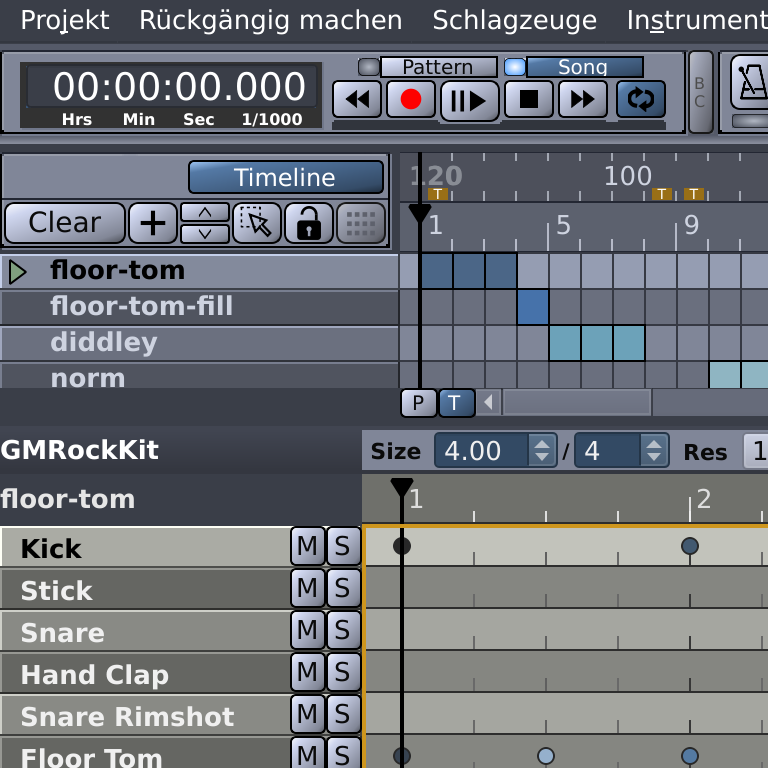 Projekt Rückgängig machen Schlagzeuge Instrument
Pattern Song
00:00:00.000
Hrs Min Sec 1/1000
B
C
Timeline
120 100
T T T
Clear + 1 5 9
floor-tom
floor-tom-fill
diddley
norm
P T
GMRockKit Size 4.00 / 4 Res 1
floor-tom 1 2
Kick M S
Stick M S
Snare M S
Hand Clap M S
Snare Rimshot M S
Floor Tom M S